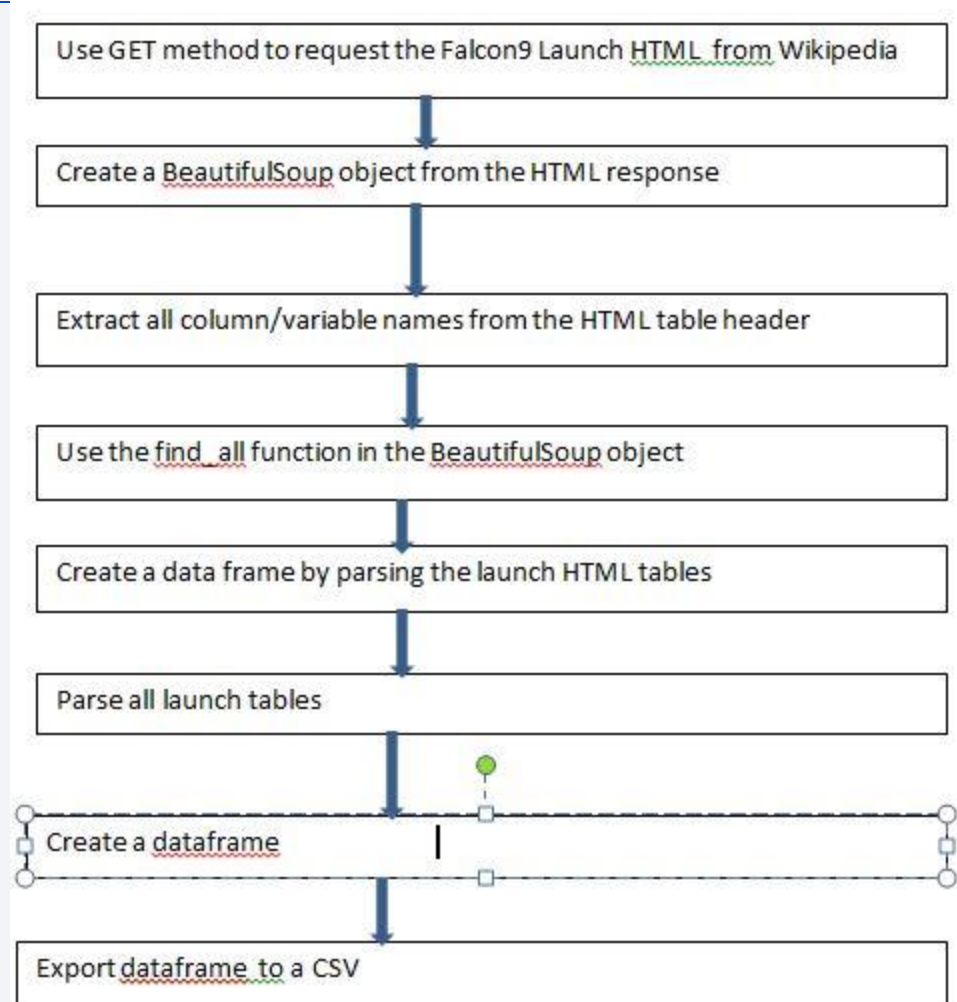 Use GET method to request the Falcon9 Launch HTML from Wikipedia
Create a BeautifulSoup object from the HTML response
Extract all column/variable names from the HTML table header
Use the find_all function in the BeautifulSoup object
Create a data frame by parsing the launch HTML tables
Parse all launch tables
Create a dataframe
Export dataframe to a CSV